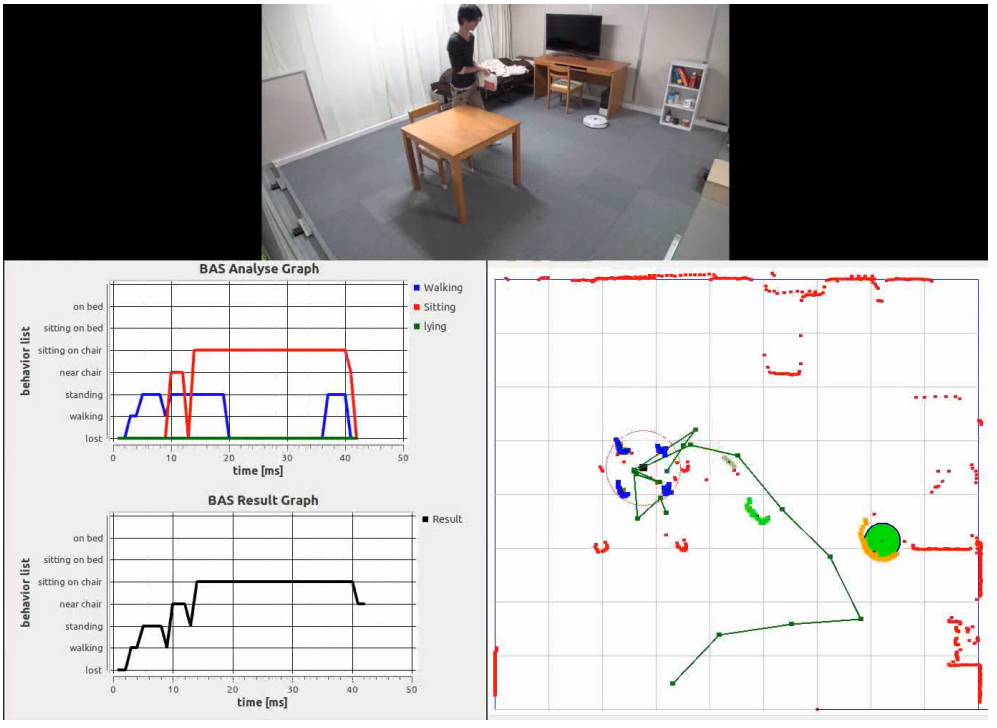 BAS Analyse Graph
behavior list
on bed
sitting on bed
sitting on chair
near chair
standing
walking
lost
0 10 20 30 40 50
time [ms]
Walking
Sitting
lying
BAS Result Graph
behavior list
on bed
sitting on bed
sitting on chair
near chair
standing
walking
lost
0 10 20 30 40 50
time [ms]
Result